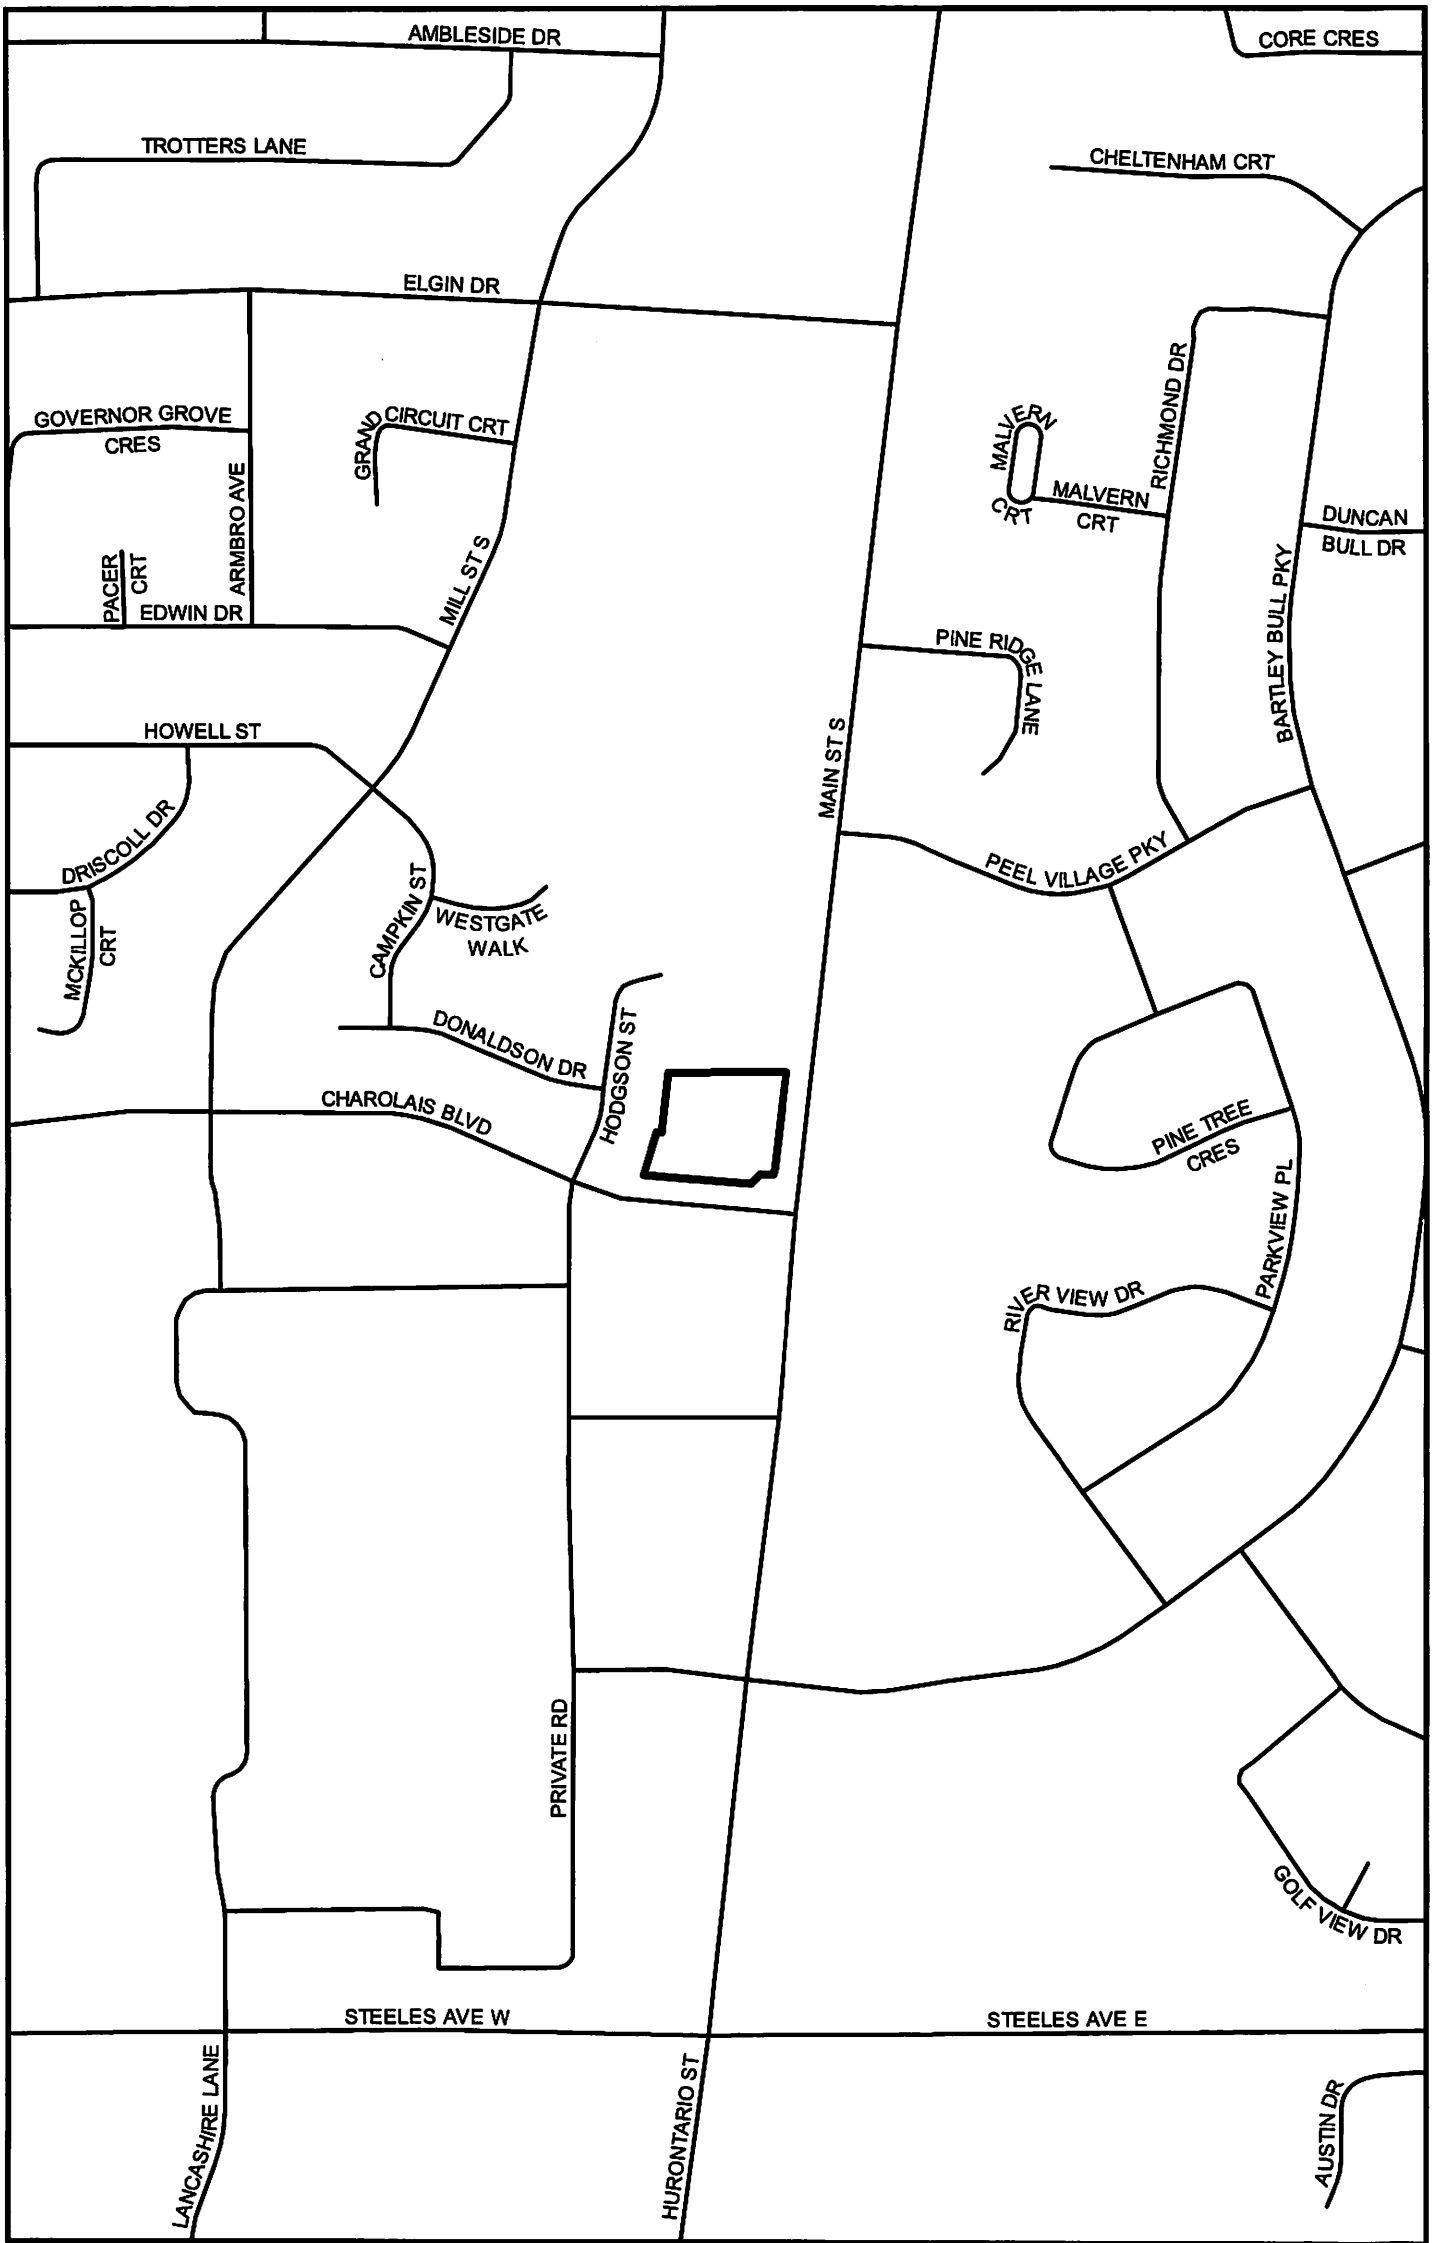 AMBLESIDE DR
CORE CRES
TROTTERS LANE
CHELTENHAM CRT
ELGIN DR
GOVERNOR GROVE
CRES
GRAND CIRCUIT CRT
RICHMOND DR
MALVERN
CRT
MALVERN
CRT
ARMBRO AVE
DUNCAN
BULL DR
PACER
CRT
MILL ST S
BARTLEY BULL PKY
EDWIN DR
PINE RIDGE LANE
HOWELL ST
MAIN ST S
DRISCOLL DR
PEEL VILLAGE PKY
MCKILLOP
CRT
CAMPKIN ST
WESTGATE
WALK
DONALDSON DR
HODGSON ST
CHAROLAIS BLVD
PINE TREE
CRES
PARKVIEW PL
RIVER VIEW DR
PRIVATE RD
GOLF VIEW DR
STEELES AVE W
STEELES AVE E
LANCASHIRE LANE
HURONTARIO ST
AUSTIN DR